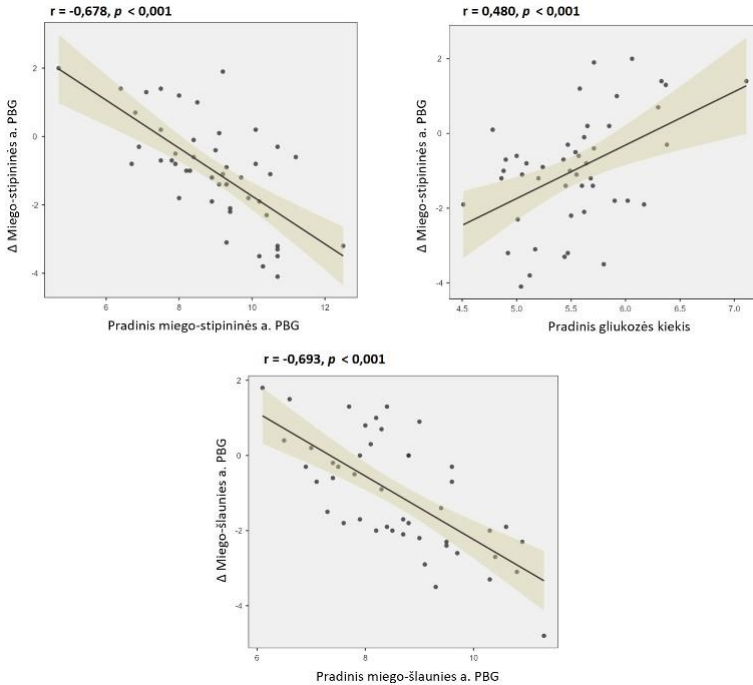 r = -0,678, p < 0,001
2
0
-2
-4
Δ Miego-stipininės a. PBG
6
8
10
12
Pradinis miego-stipininės a. PBG
r = 0,480, p < 0,001
2
0
-2
-4
Δ Miego-stipininės a. PBG
4.5
5.0
5.5
6.0
6.5
7.0
Pradinis gliukozės kiekis
r = -0,693, p < 0,001
2
0
-2
-4
Δ Miego-šlaunies a. PBG
6
8
10
Pradinis miego-šlaunies a. PBG